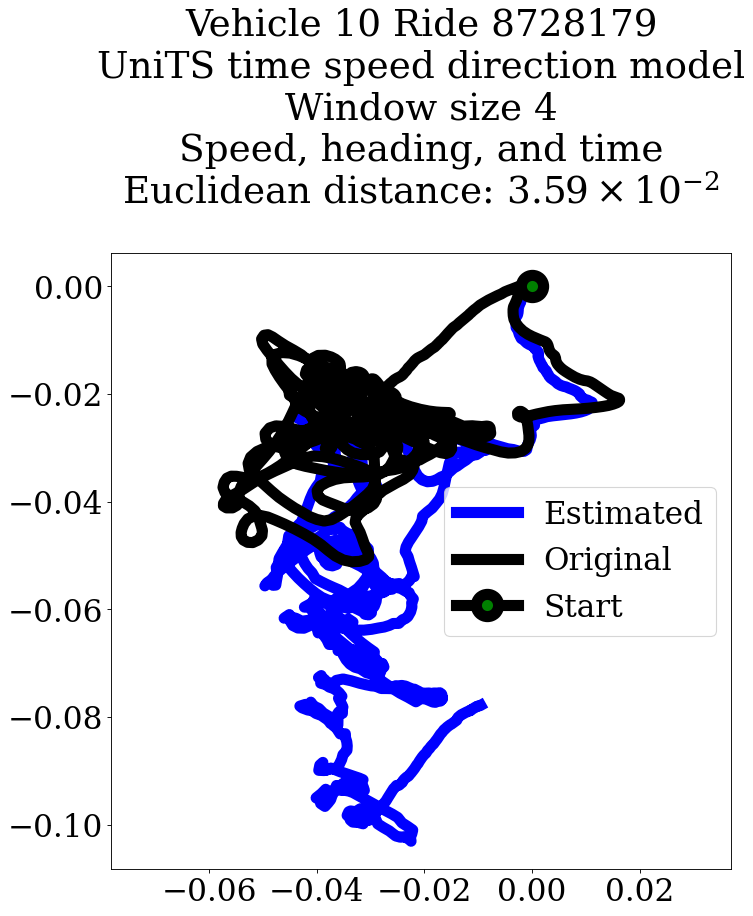 Vehicle 10 Ride 8728179
UniTS time speed direction model
Window size 4
Speed, heading, and time
Euclidean distance: 3.59 × 10⁻²
0.00
−0.02
−0.04
−0.06
−0.08
−0.10
Estimated
Original
Start
−0.06 −0.04 −0.02 0.00 0.02